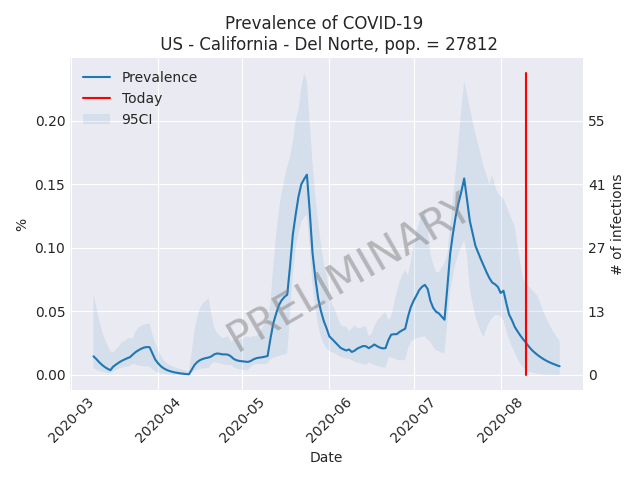 Prevalence of COVID-19
US - California - Del Norte, pop. = 27812
Prevalence
Today
95CI
PRELIMINARY
%
0.20
0.15
0.10
0.05
0.00
55
41
27
13
0
# of infections
2020-03
2020-04
2020-05
2020-06
2020-07
2020-08
Date